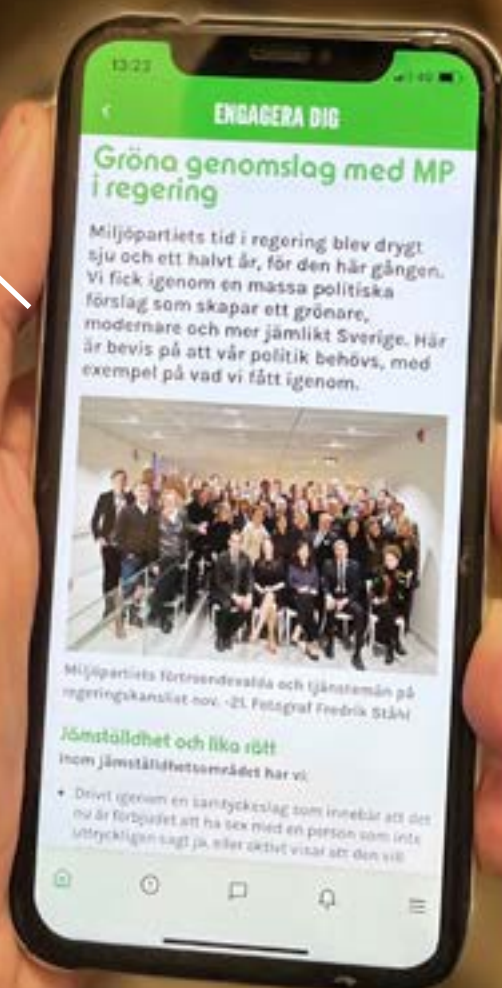 13:23
4G
ENGAGERA DIG
Gröna genomslag med MP
i regering
Miljöpartiets tid i regering blev drygt
sju och ett halvt år, för den här gången.
Vi fick igenom en massa politiska
förslag som skapar ett grönare,
modernare och mer jämlikt Sverige. Här
är bevis på att vår politik behövs, med
exempel på vad vi fått igenom.
Miljöpartiets förtroendevalda och tjänstemän på
regeringskansliet nov. -21. Fotograf Fredrik Ståhl
Jämställdhet och lika rätt
Inom jämställdhetsområdet har vi:
• Drivit igenom en samtyckeslag som innebär att det
nu är förbjudet att ha sex med en person som inte
uttryckligen sagt ja, eller aktivt visar att den vill